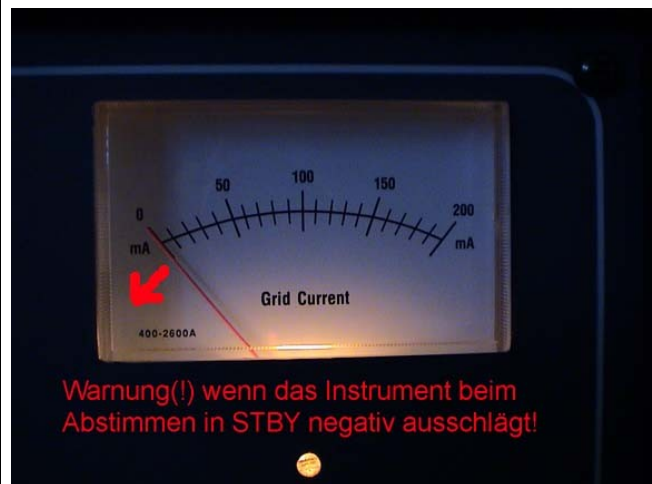 50
100
150
0
200
mA
mA
Grid Current
400-2600A
Warnung(!) wenn das Instrument beim
Abstimmen in STBY negativ ausschlägt!